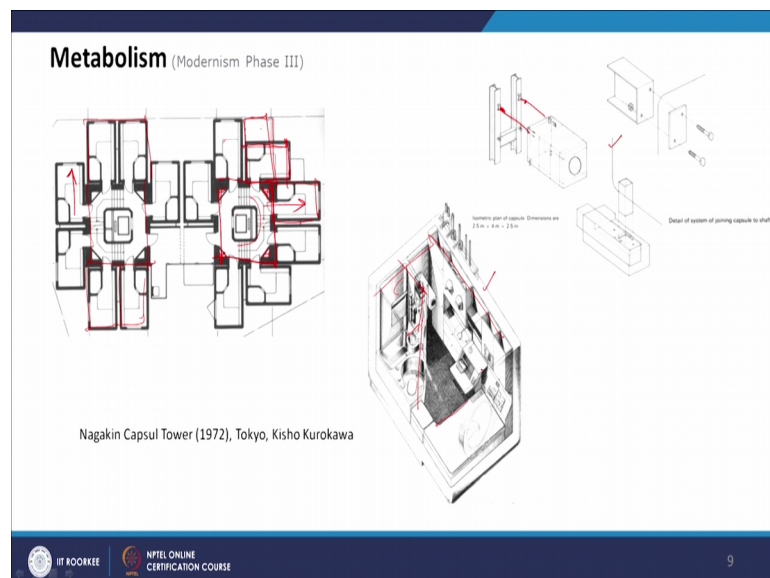 Metabolism (Modernism Phase III)
Isometric plan of capsule Dimensions are
2.5 m × 4 m × 2.5 m
Detail of system of joining capsule to shaft
Nagakin Capsul Tower (1972), Tokyo, Kisho Kurokawa
IIT ROORKEE
NPTEL ONLINE
CERTIFICATION COURSE
9